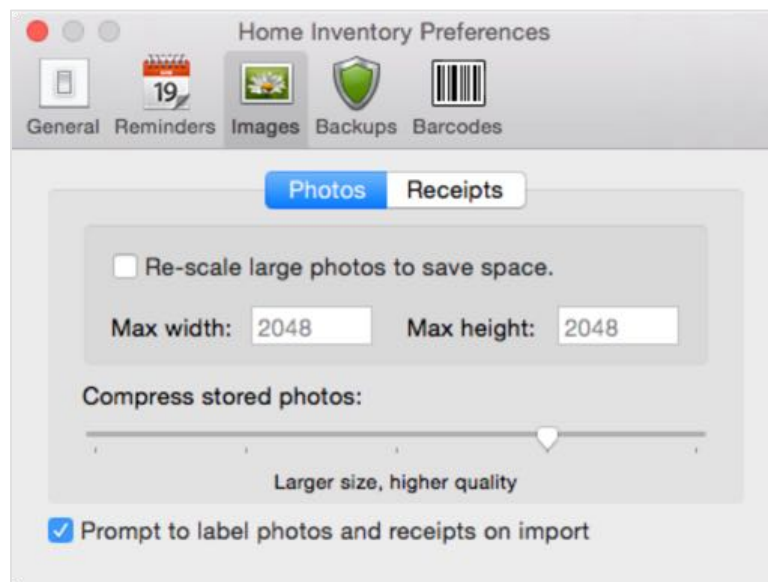 Home Inventory Preferences
19
General Reminders Images Backups Barcodes
Photos Receipts
Re-scale large photos to save space.
Max width: 2048 Max height: 2048
Compress stored photos:
Larger size, higher quality
Prompt to label photos and receipts on import